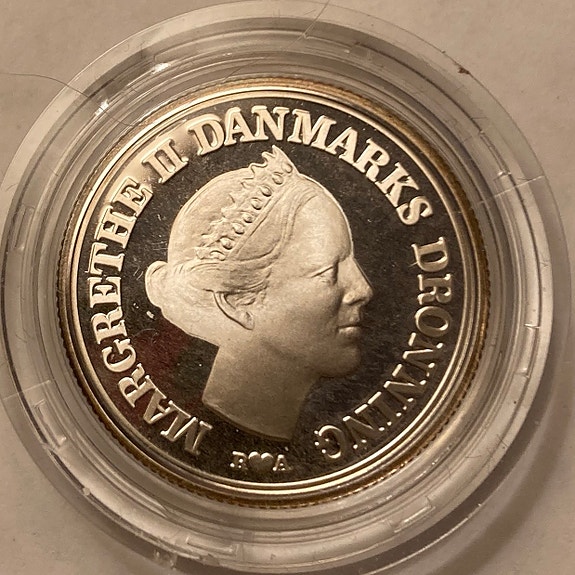 MARGRETHE II DANMARKS DRONNING
R♥A